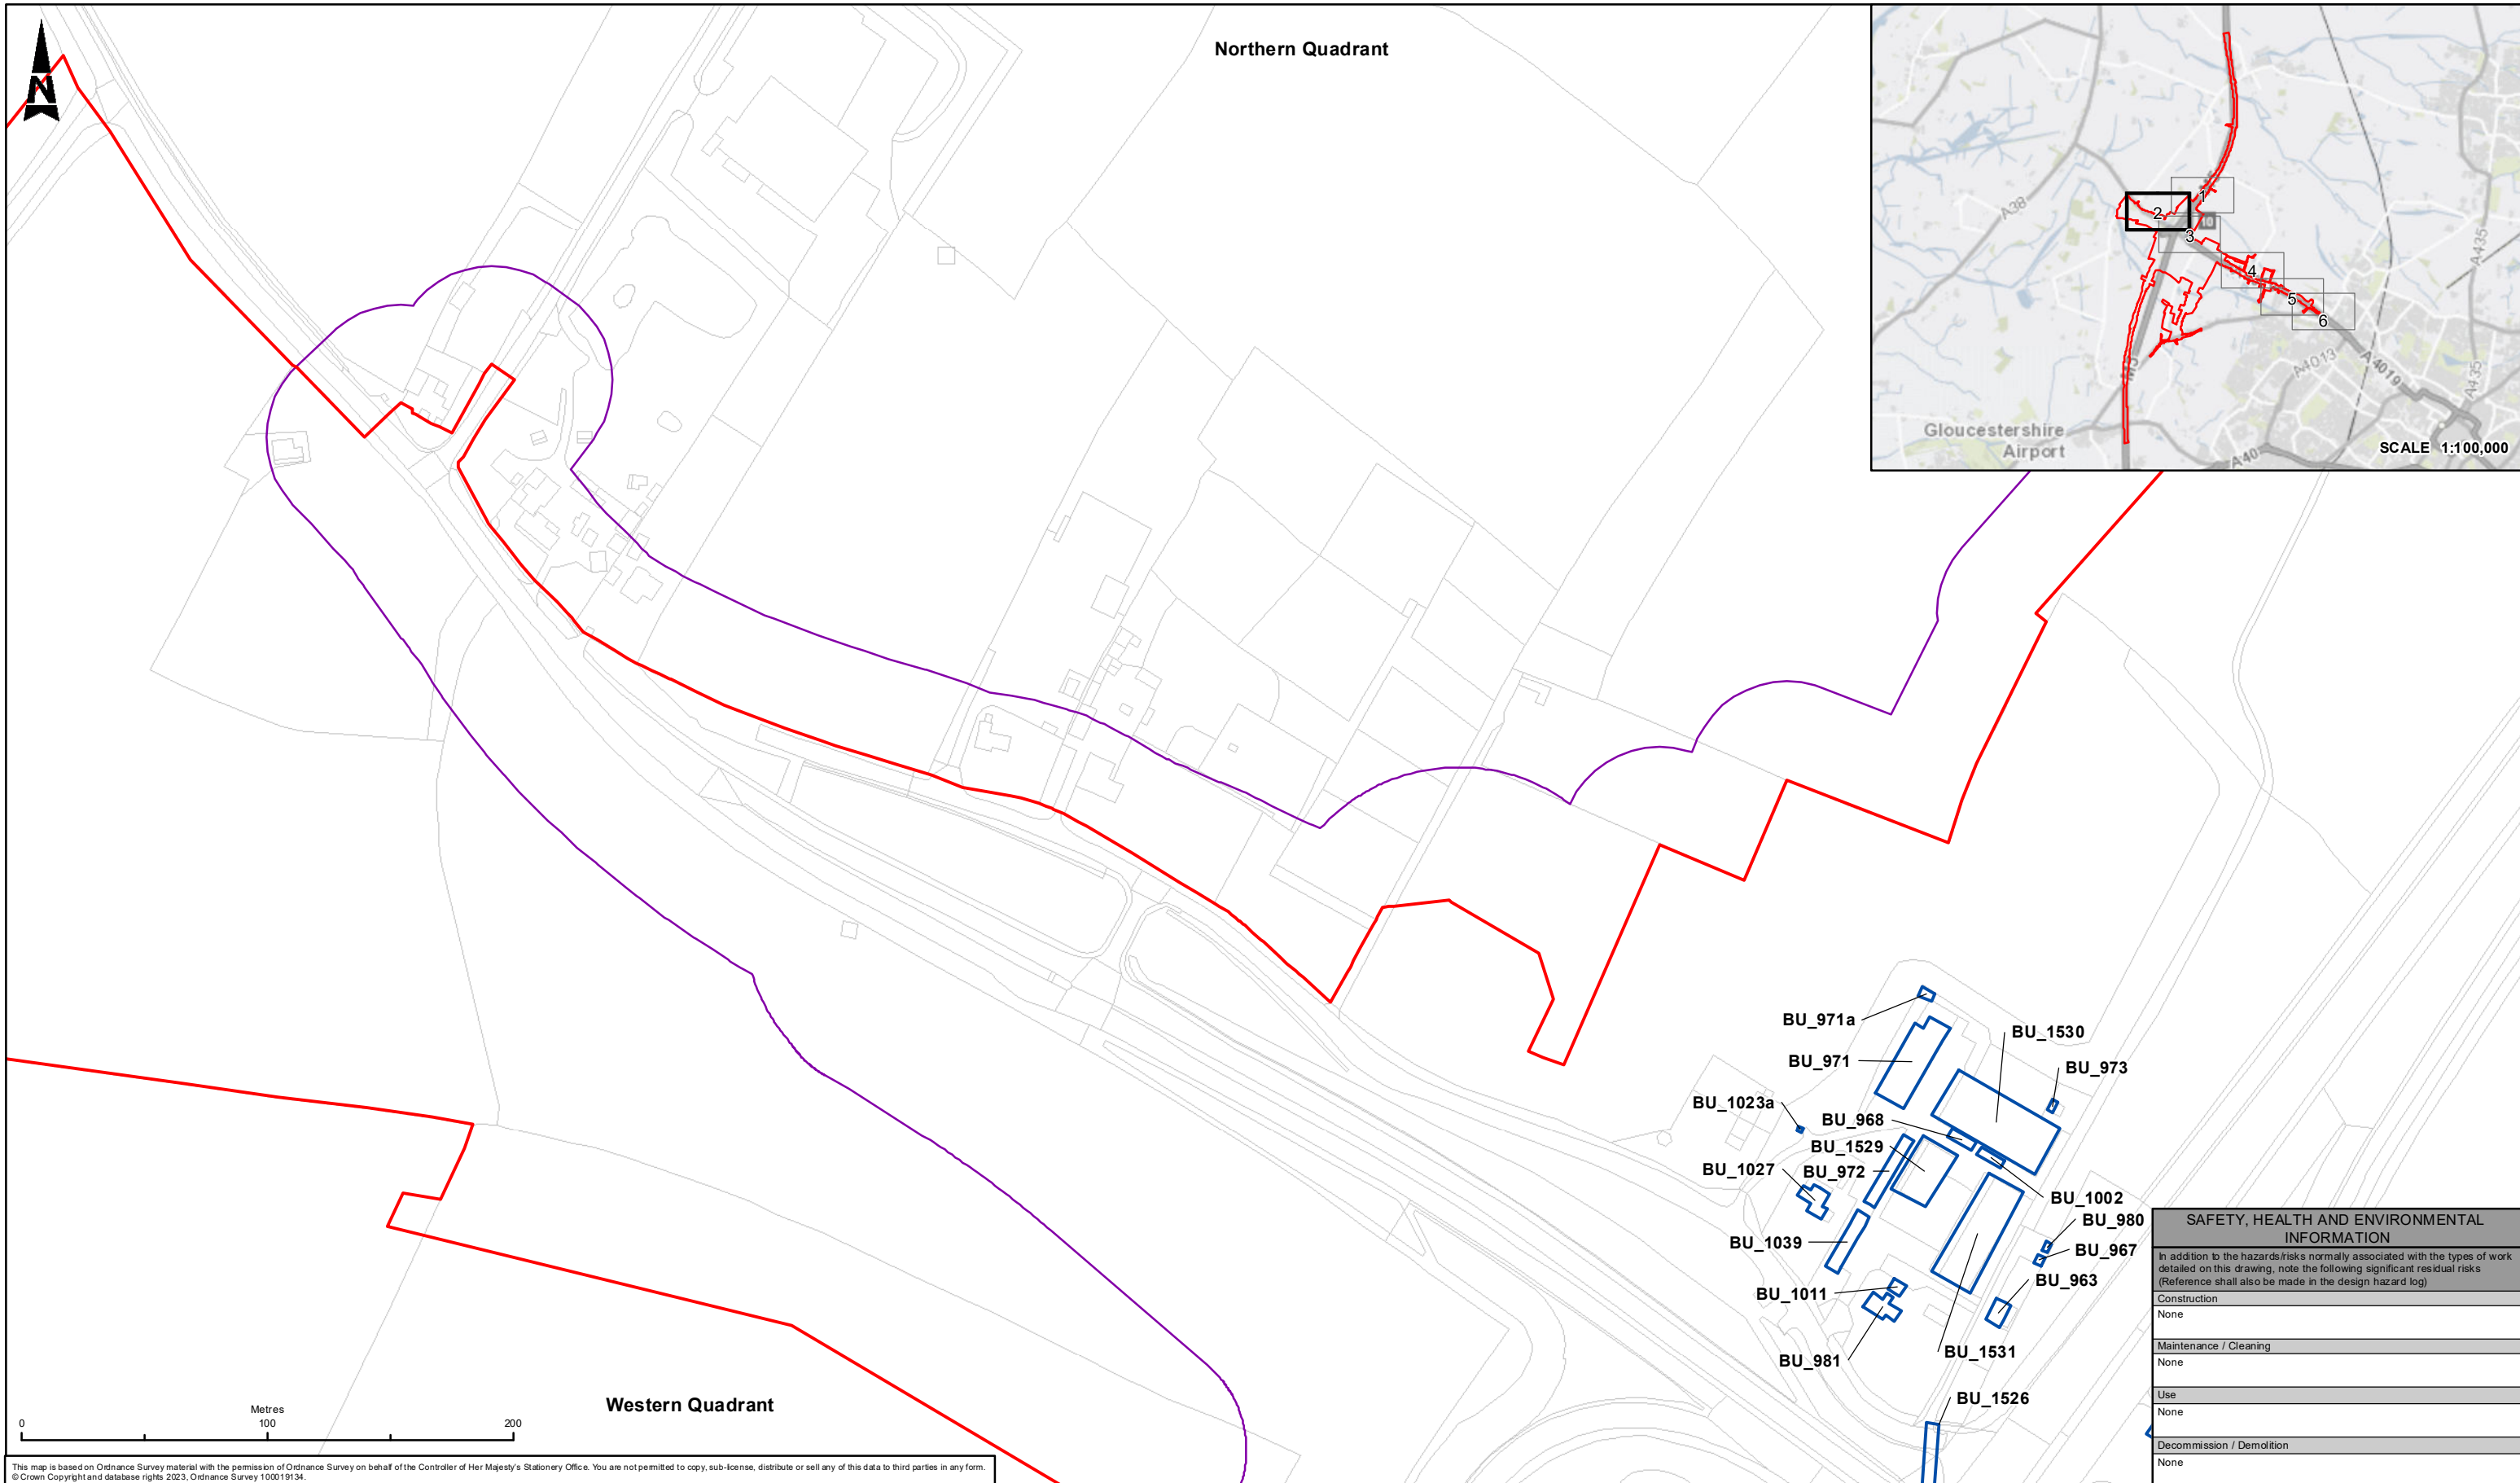 N
Northern Quadrant
A38
M5
10
1
2
3
4
5
6
A435
A4013
A4019
A435
M5
Gloucestershire
Airport
A40
SCALE 1:100,000
BU_971a
BU_1530
BU_971
BU_973
BU_1023a
BU_968
BU_1529
BU_1027
BU_972
BU_1002
BU_980
BU_1039
BU_967
BU_963
BU_1011
BU_1531
BU_981
BU_1526
Western Quadrant
Metres
0 100 200
SAFETY, HEALTH AND ENVIRONMENTAL
INFORMATION
In addition to the hazards/risks normally associated with the types of work
detailed on this drawing, note the following significant residual risks
(Reference shall also be made in the design hazard log)
Construction
None
Maintenance / Cleaning
None
Use
None
Decommission / Demolition
None
This map is based on Ordnance Survey material with the permission of Ordnance Survey on behalf of the Controller of Her Majesty's Stationery Office. You are not permitted to copy, sub-license, distribute or sell any of this data to third parties in any form.
© Crown Copyright and database rights 2023, Ordnance Survey 100019134.